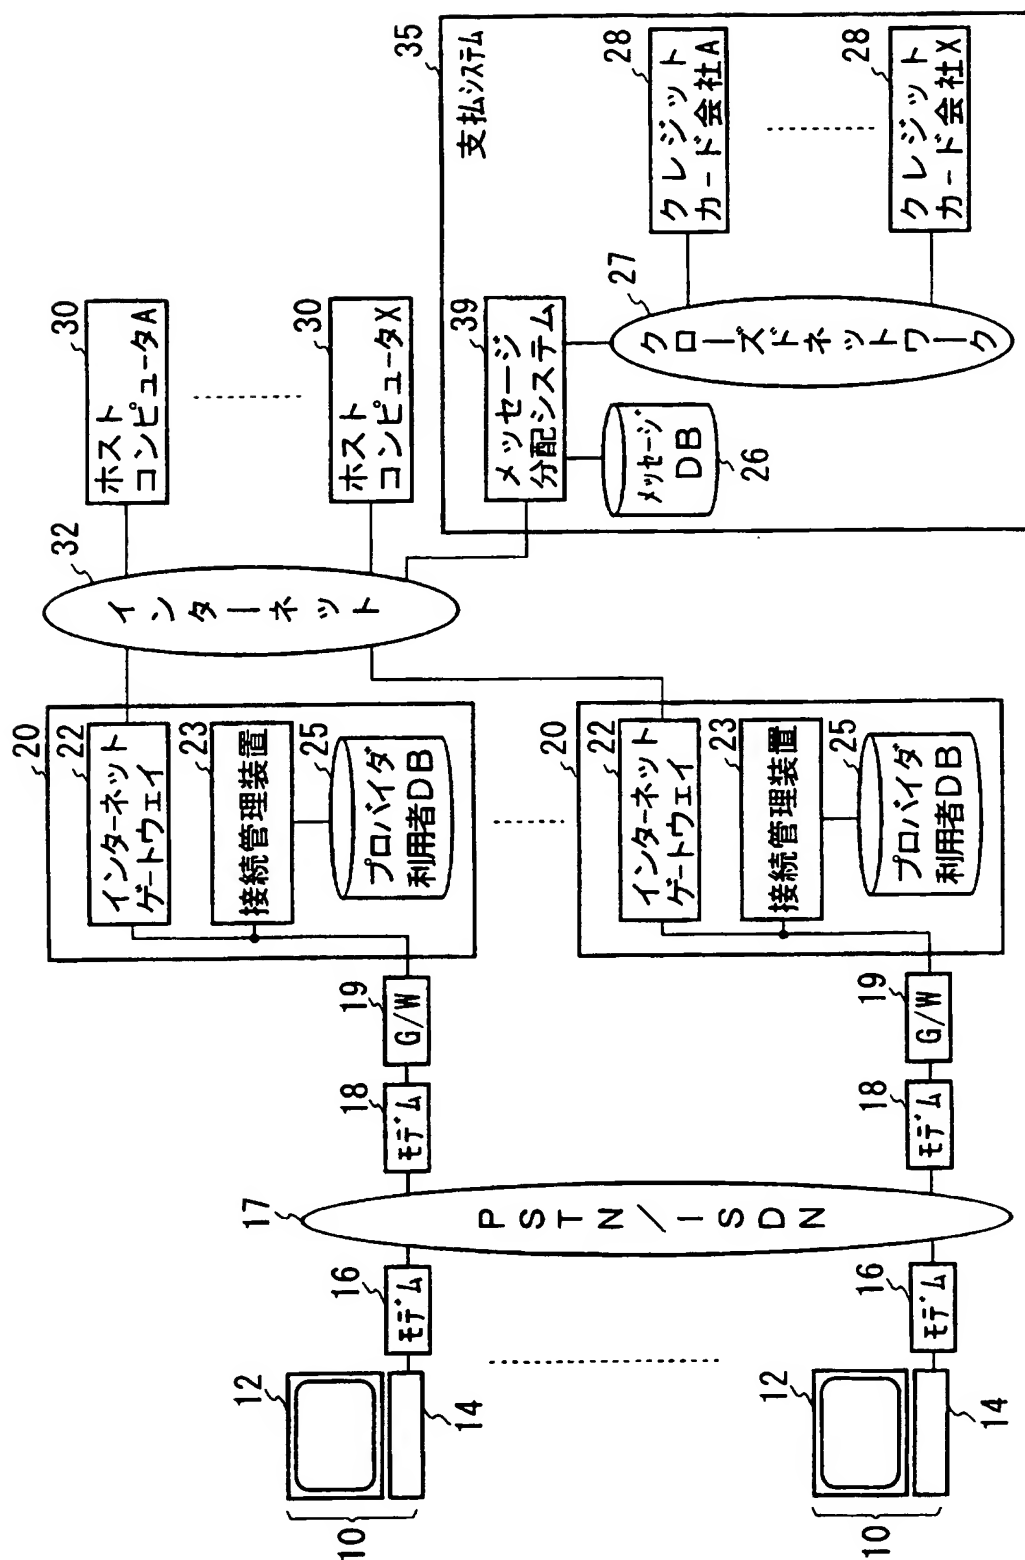 35
支払システム
28
クレジット
カード会社A
28
クレジット
カード会社X
27
クローズドネットワーク
39
メッセージ
分配システム
メッセージ
DB
26
30
ホスト
コンピュータA
30
ホスト
コンピュータX
32
インターネット
20
22
インターネット
ゲートウェイ
23
接続管理装置
25
プロバイダ
利用者DB
20
22
インターネット
ゲートウェイ
23
接続管理装置
25
プロバイダ
利用者DB
19
G/W
19
G/W
18
モデム
18
モデム
17
PSTN/ISDN
16
モデム
16
モデム
12
14
10
12
14
10